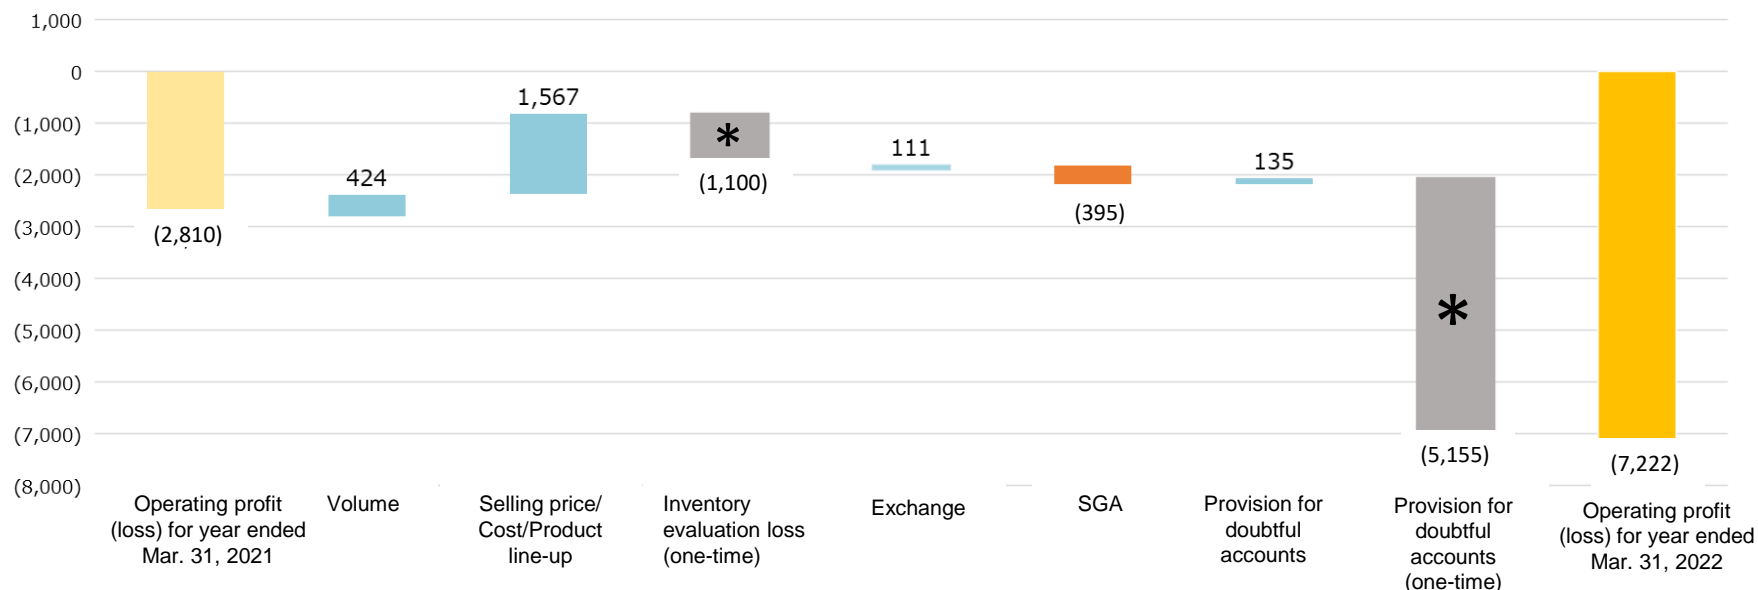 1,000
0
(1,000)
(2,000)
(3,000)
(4,000)
(5,000)
(6,000)
(7,000)
(8,000)
(2,810)
424
1,567
*
(1,100)
111
(395)
135
*
(5,155)
(7,222)
Operating profit
(loss) for year ended
Mar. 31, 2021
Volume
Selling price/
Cost/Product
line-up
Inventory
evaluation loss
(one-time)
Exchange
SGA
Provision for
doubtful
accounts
Provision for
doubtful
accounts
(one-time)
Operating profit
(loss) for year ended
Mar. 31, 2022